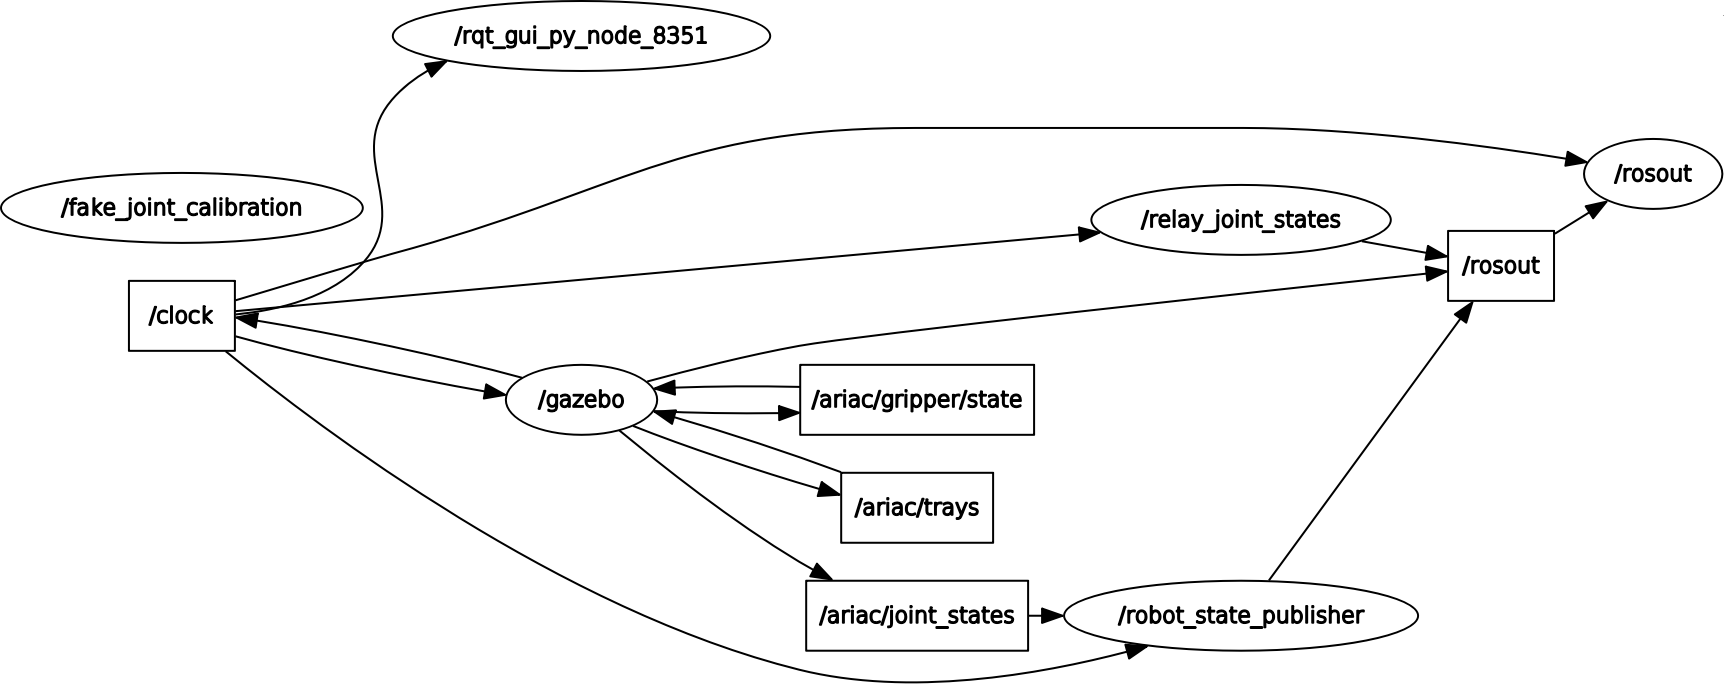 /rqt_gui_py_node_8351
/rosout
/fake_joint_calibration
/relay_joint_states
/rosout
/clock
/gazebo
/ariac/gripper/state
/ariac/trays
/ariac/joint_states
/robot_state_publisher